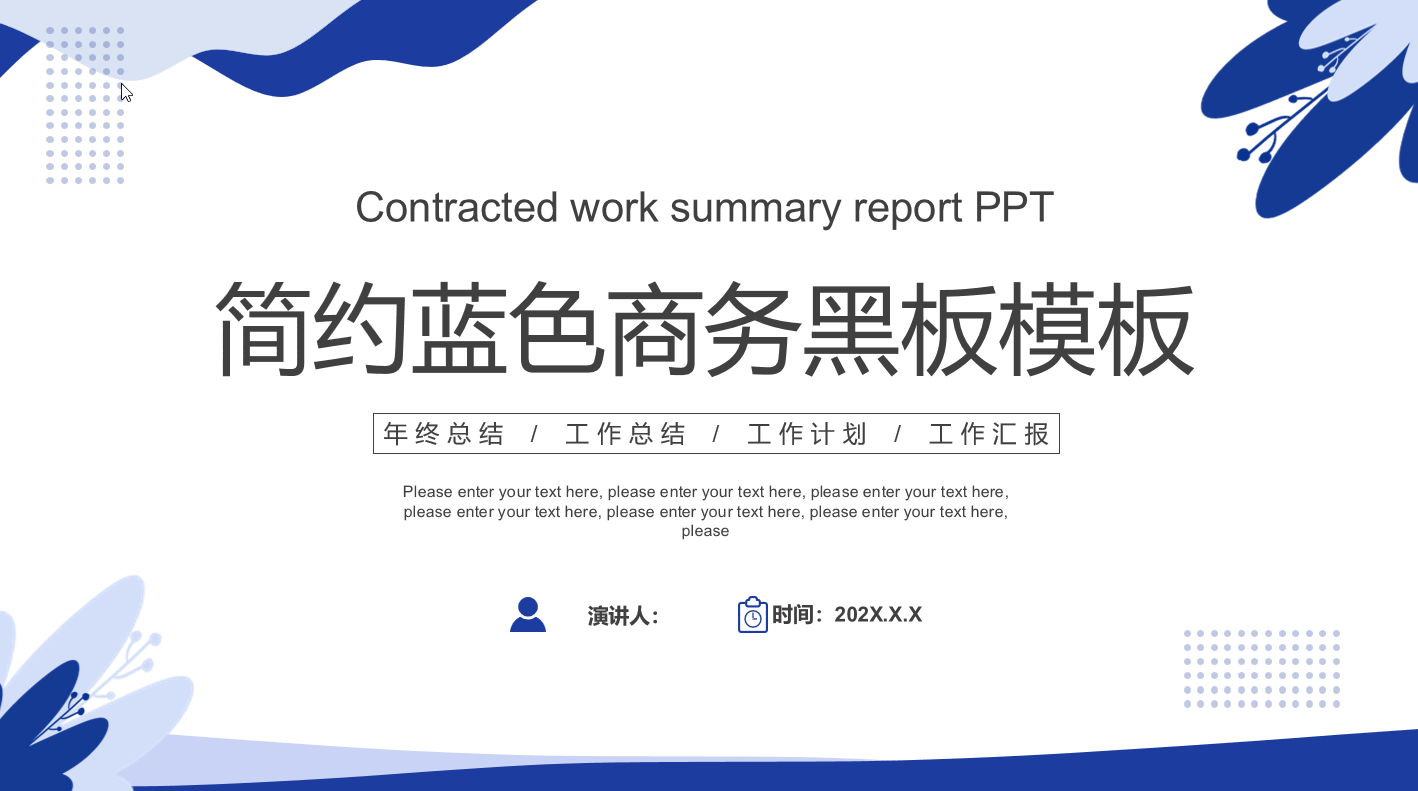 Contracted work summary report PPT
简约蓝色商务黑板模板
年终总结 / 工作总结 / 工作计划 / 工作汇报
Please enter your text here, please enter your text here, please enter your text here,
please enter your text here, please enter your text here, please enter your text here,
please
演讲人: 时间: 202X.X.X